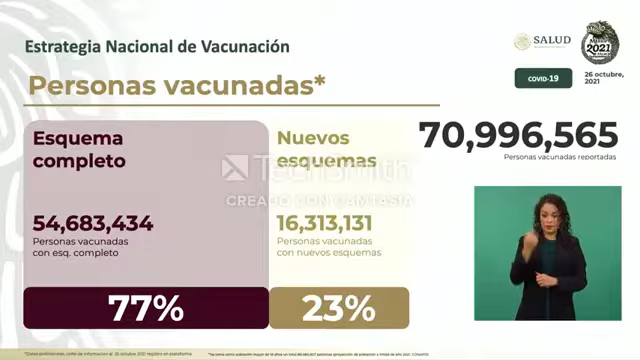 Estrategia Nacional de Vacunación
SALUD
2021
Personas vacunadas*
COVID-19
26 octubre,
2021
Esquema
completo
Nuevos
esquemas
70,996,565
Personas vacunadas reportadas
TechSmith
CREADO CON CAMTASIA
54,683,434
Personas vacunadas
con esq. completo
16,313,131
Personas vacunadas
con nuevos esquemas
77%
23%